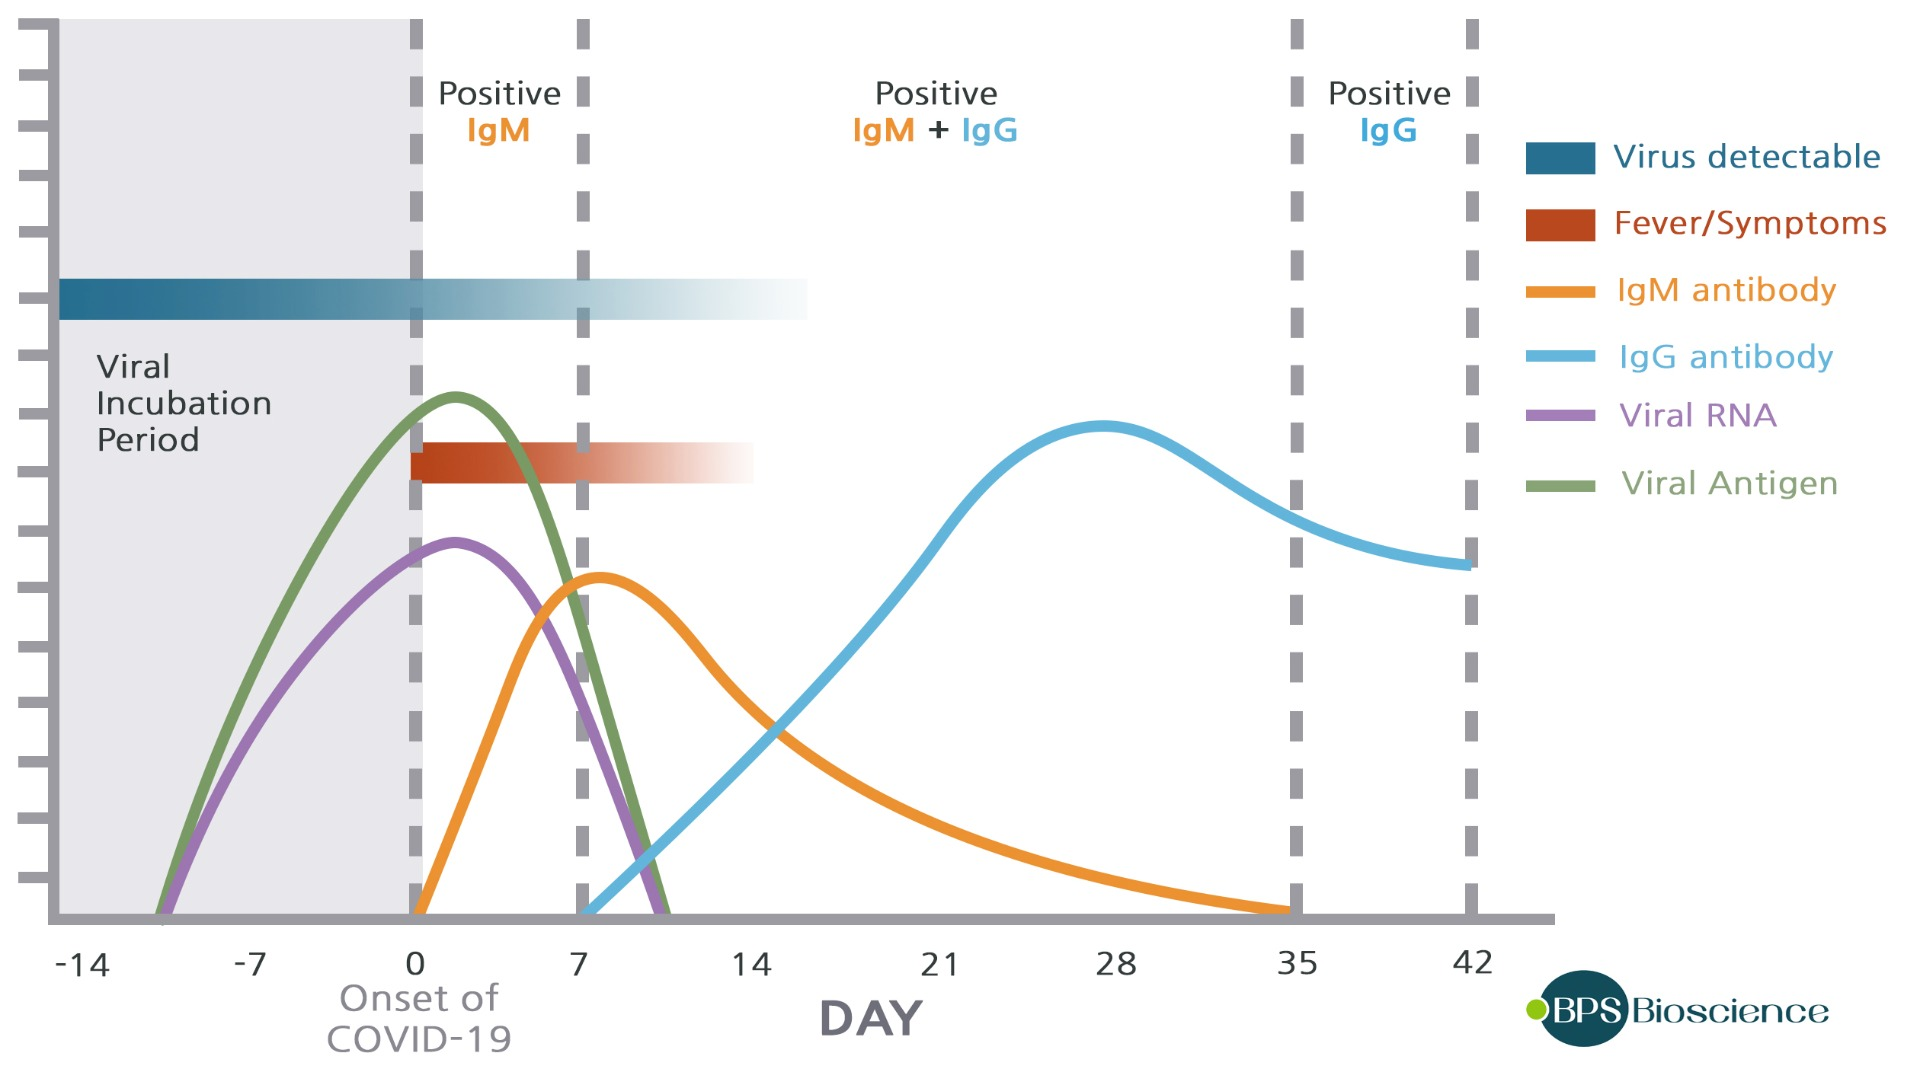 Positive
IgM
Positive
IgM + IgG
Positive
IgG
Virus detectable
Fever/Symptoms
IgM antibody
IgG antibody
Viral RNA
Viral Antigen
Viral
Incubation
Period
-14 -7 0 7 14 21 28 35 42
Onset of
COVID-19
DAY
BPS Bioscience